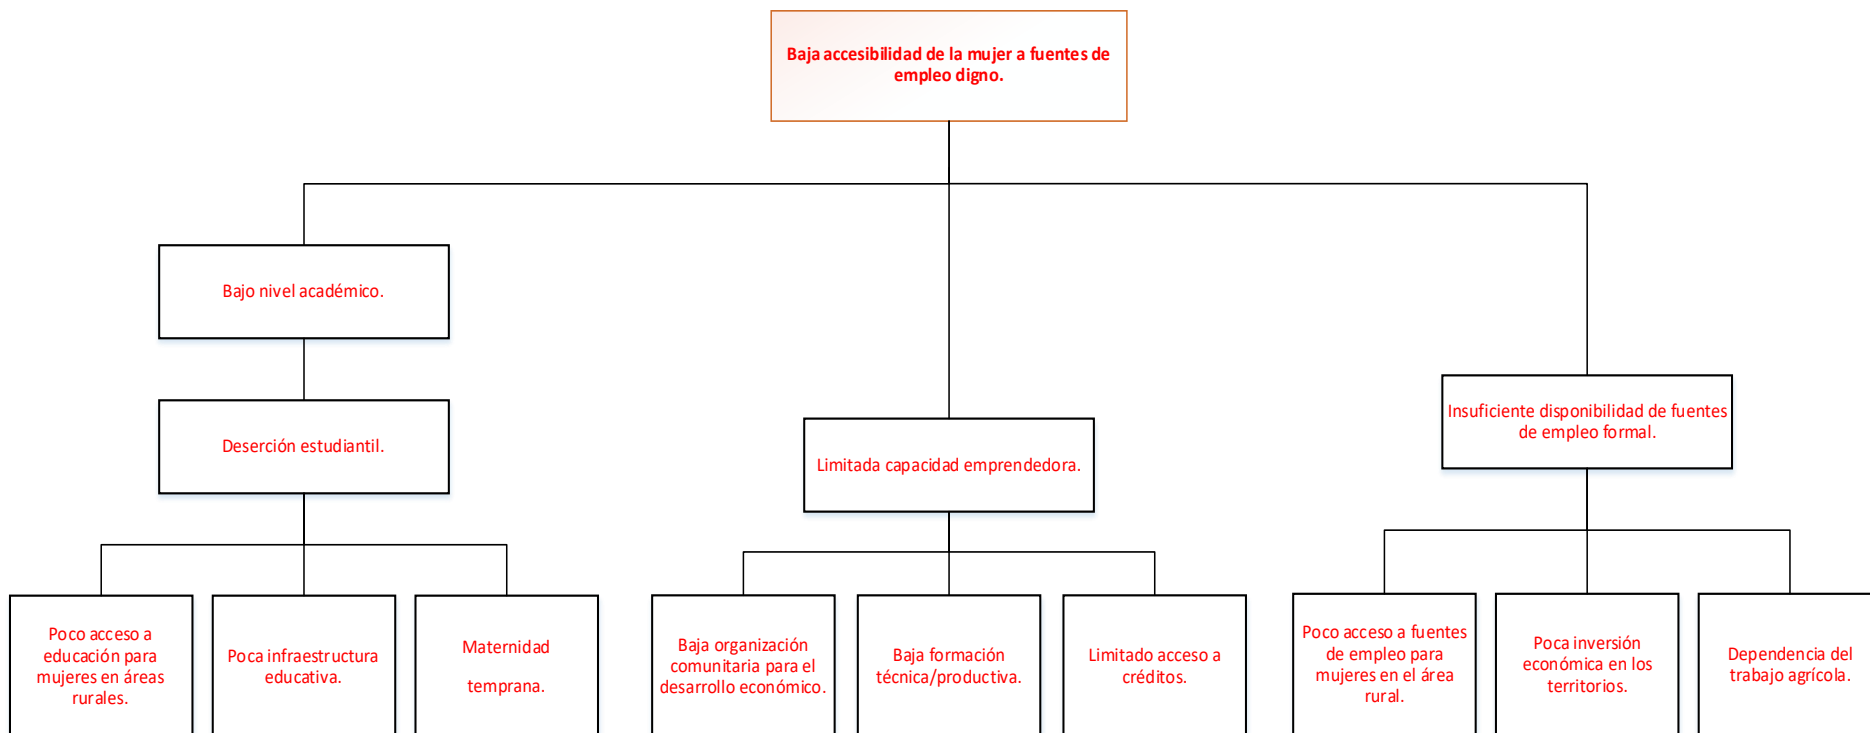 Baja accesibilidad de la mujer a fuentes de
empleo digno.
Bajo nivel académico.
Deserción estudiantil.
Limitada capacidad emprendedora.
Insuficiente disponibilidad de fuentes
de empleo formal.
Poco acceso a
educación para
mujeres en áreas
rurales.
Poca infraestructura
educativa.
Maternidad
temprana.
Baja organización
comunitaria para el
desarrollo económico.
Baja formación
técnica/productiva.
Limitado acceso a
créditos.
Poco acceso a fuentes
de empleo para
mujeres en el área
rural.
Poca inversión
económica en los
territorios.
Dependencia del
trabajo agrícola.